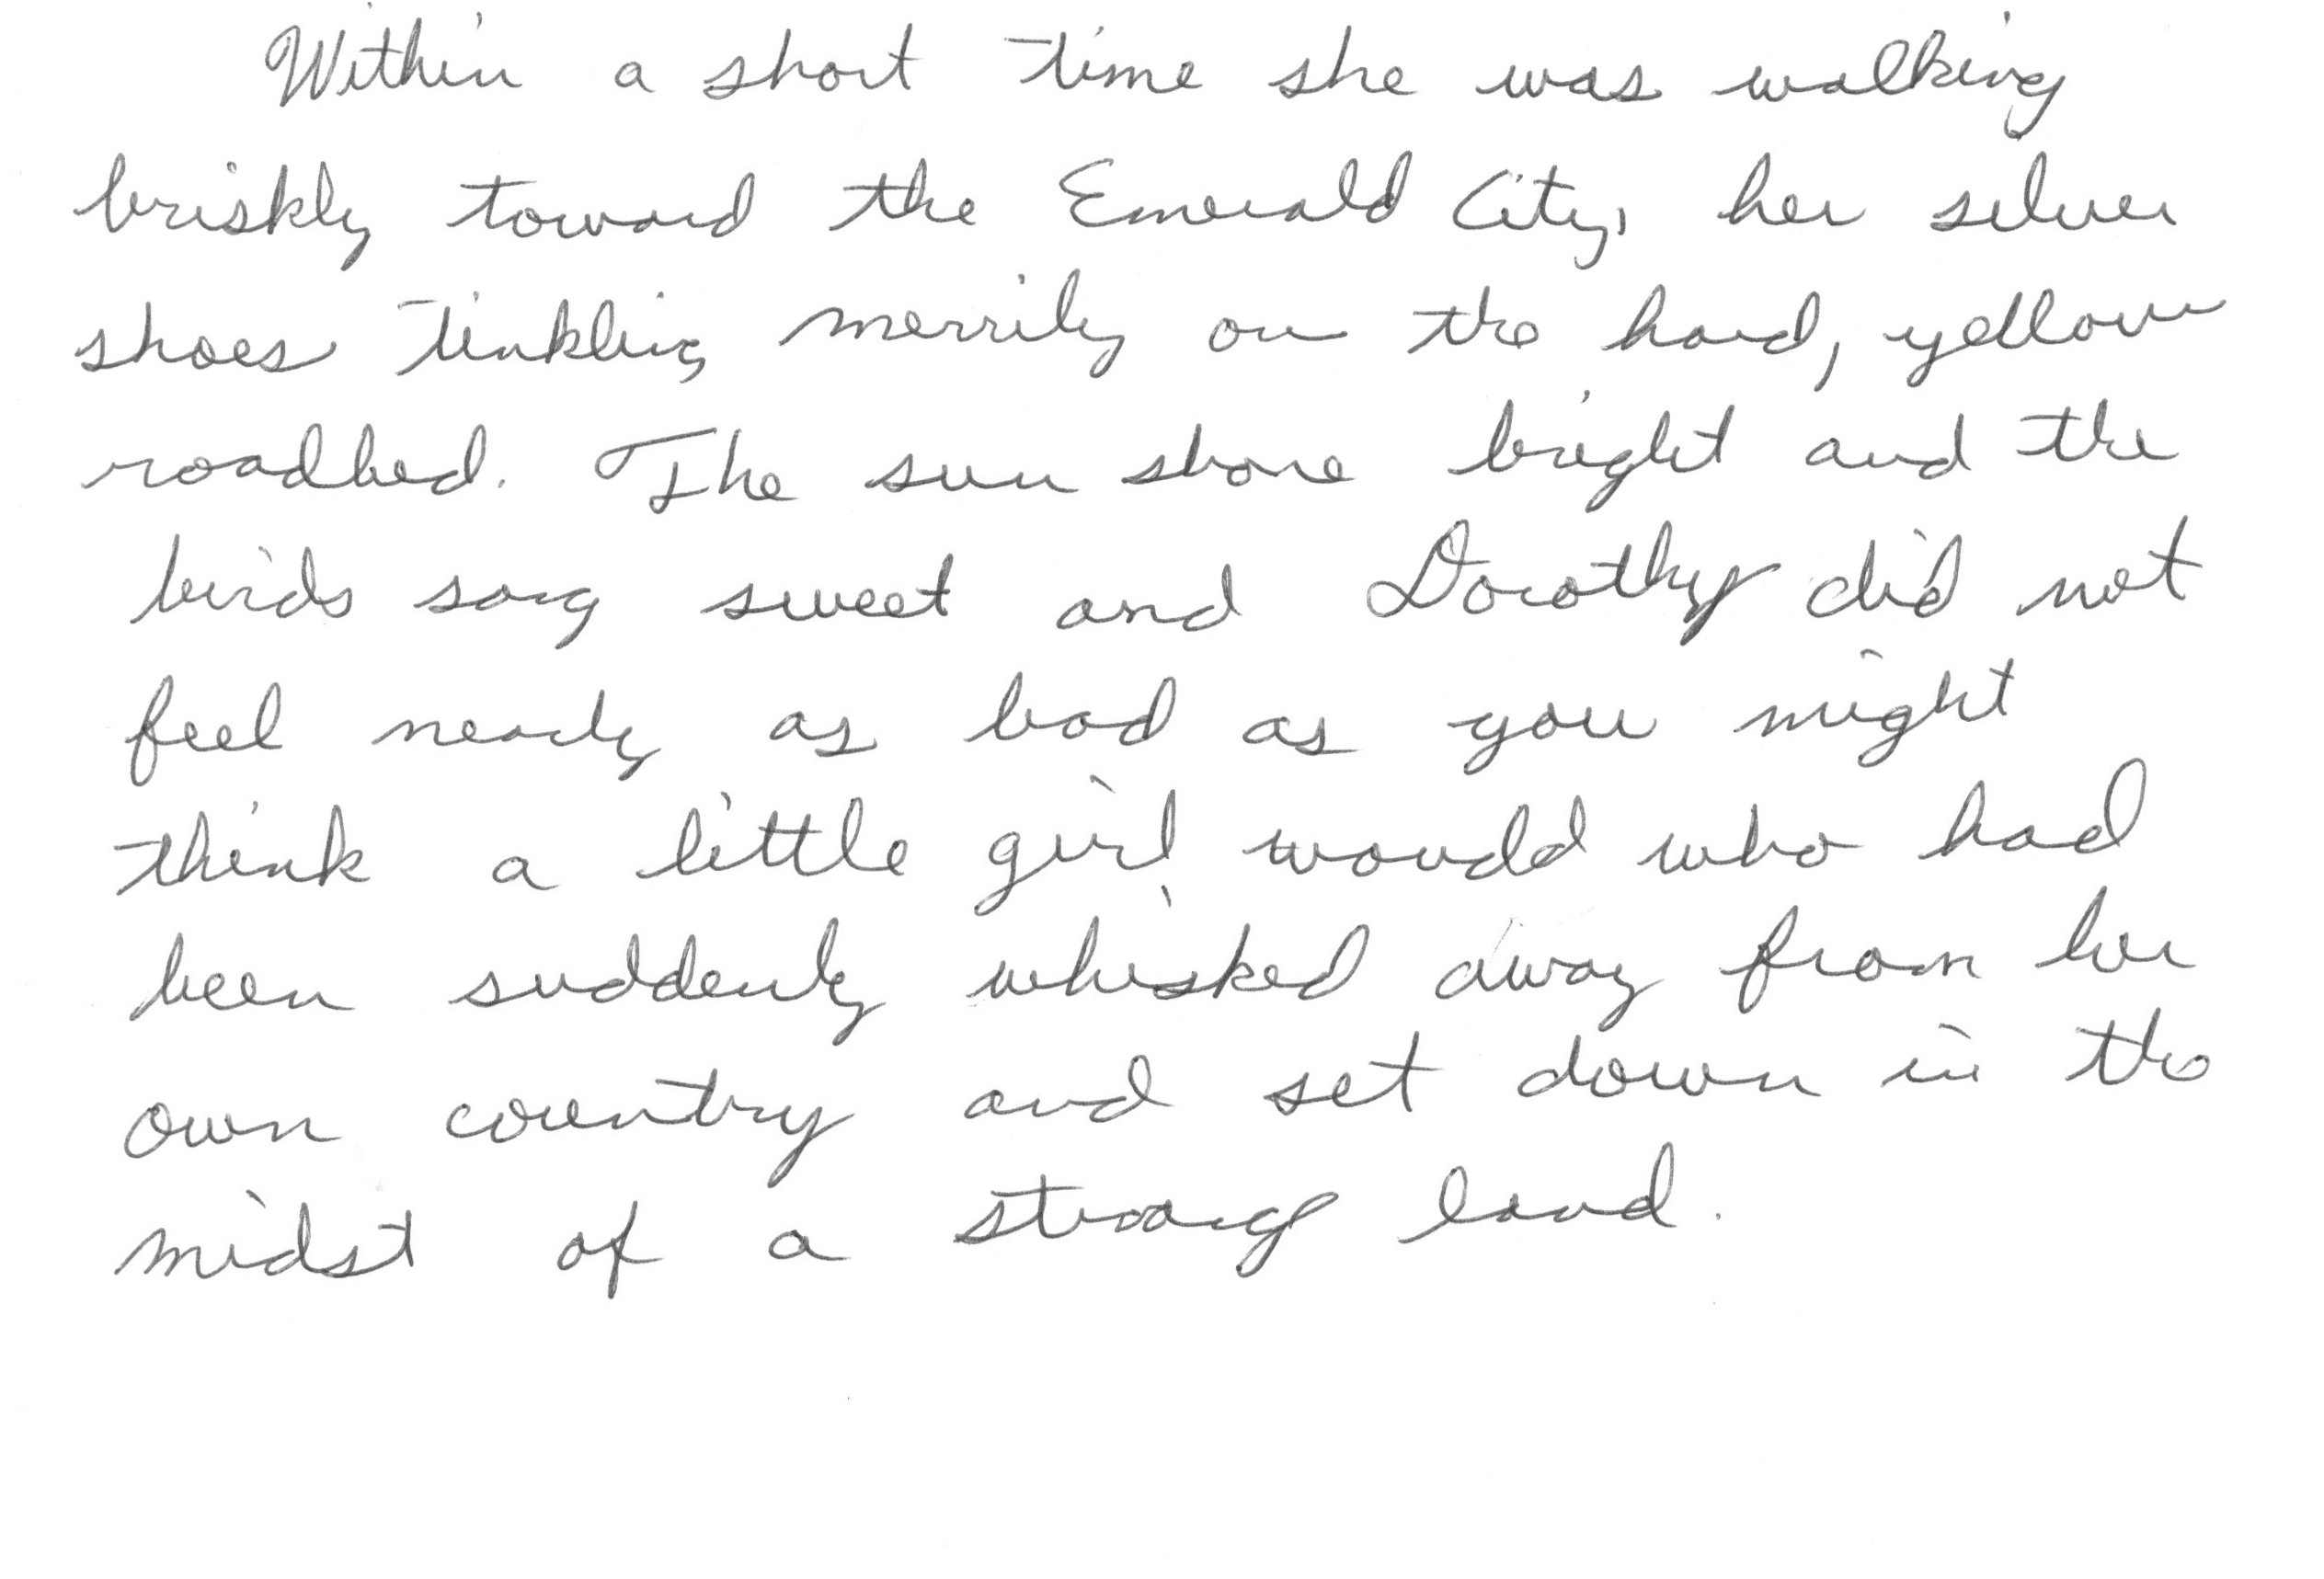 Within a short time she was walking
briskly toward the Emerald City, her silver
shoes tinkling merrily on the hard, yellow
roadbed. The sun shone bright and the
birds sang sweet and Dorothy did not
feel nearly as bad as you might
think a little girl would who had
been suddenly whisked away from her
own country and set down in the
midst of a strange land.